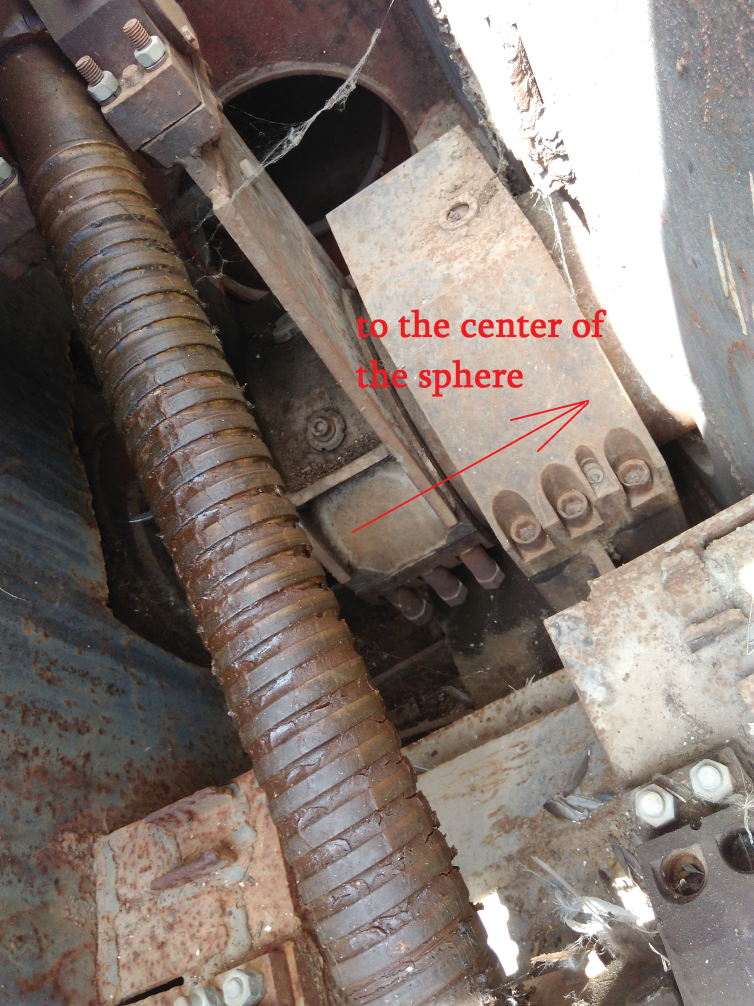 to the center of
the sphere